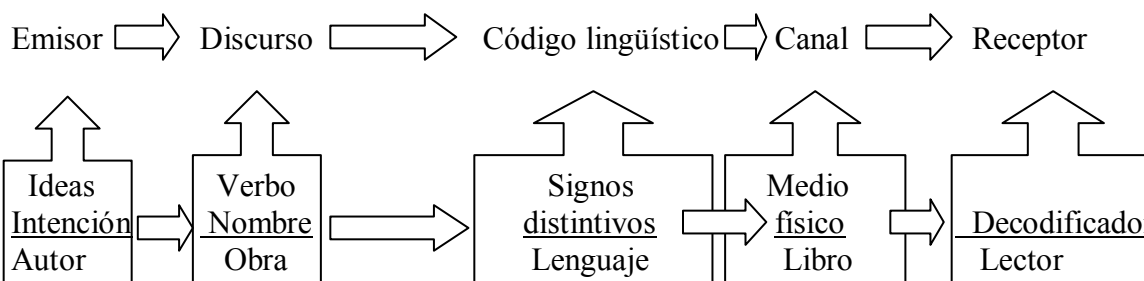 Emisor Discurso Código lingüístico Canal Receptor
Ideas Verbo Signos Medio
Intención Nombre distintivos físico Decodificado
Autor Obra Lenguaje Libro Lector